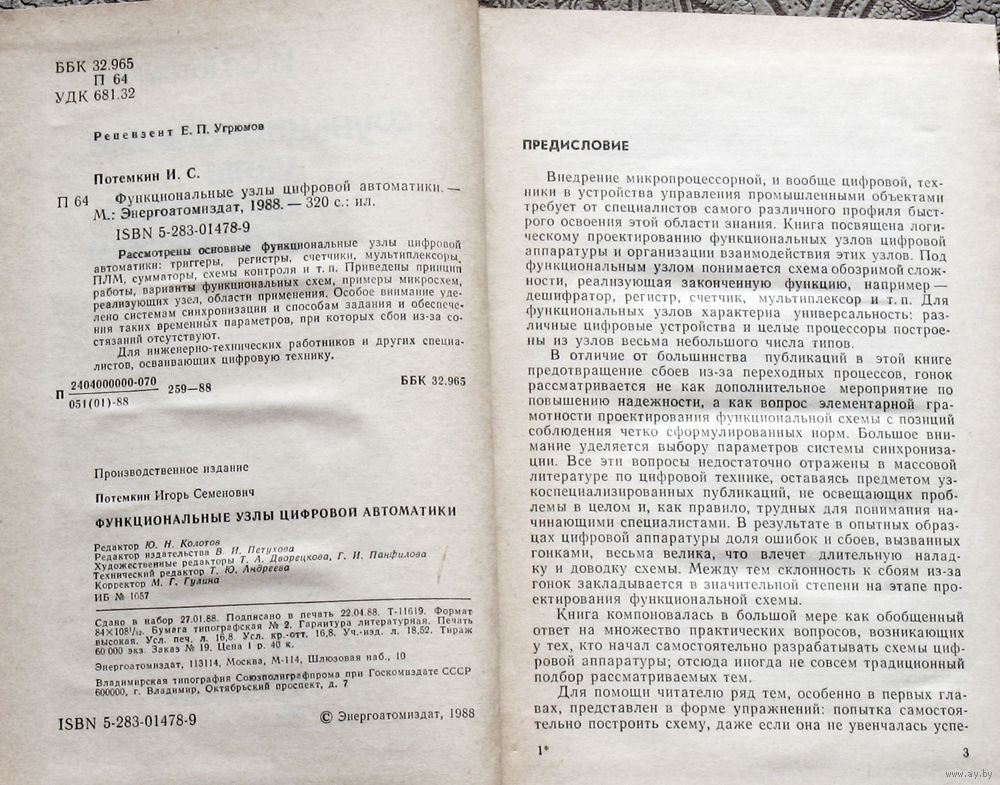 ББК 32.965
П 64
УДК 681.32
Рецензент Е. П. Угрюмов
Потемкин И. С.
П 64 Функциональные узлы цифровой автоматики. —
М.: Энергоатомиздат, 1988. — 320 с.: ил.
ISBN 5-283-01478-9
Рассмотрены основные функциональные узлы цифровой
автоматики: триггеры, регистры, счетчики, мультиплексоры,
ПЛМ, сумматоры, схемы контроля и т. п. Приведены принцип
работы, варианты функциональных схем, примеры микросхем,
реализующих узел, области применения. Особое внимание уде-
лено системам синхронизации и способам задания и обеспече-
ния таких временных параметров, при которых сбои из-за со-
стязаний отсутствуют.
Для инженерно-технических работников и других специа-
листов, осваивающих цифровую технику.
П 2404000000-070 259—88 ББК 32.965
051(01)-88
Производственное издание
Потемкин Игорь Семенович
ФУНКЦИОНАЛЬНЫЕ УЗЛЫ ЦИФРОВОЙ АВТОМАТИКИ
Редактор Ю. Н. Колотов
Редактор издательства В. И. Петухова
Художественные редакторы Т. А. Дворецкова, Г. И. Панфилова
Технический редактор Т. Ю. Андреева
Корректор М. Г. Гулина
ИБ № 1057
Сдано в набор 27.01.88. Подписано в печать 22.04.88. Т-11619. Формат
84×108¹/₃₂. Бумага типографская № 2. Гарнитура литературная. Печать
высокая. Усл. печ. л. 16,8. Усл. кр.-отт. 16,8. Уч.-изд. л. 18,52. Тираж
60 000 экз. Заказ № 19. Цена 1 р. 40 к.
Энергоатомиздат, 113114, Москва, М-114, Шлюзовая наб., 10
Владимирская типография Союзполиграфпрома при Госкомиздате СССР
600000, г. Владимир, Октябрьский проспект, д. 7
ISBN 5-283-01478-9 © Энергоатомиздат, 1988
ПРЕДИСЛОВИЕ
Внедрение микропроцессорной, и вообще цифровой, тех-
ники в устройства управления промышленными объектами
требует от специалистов самого различного профиля быст-
рого освоения этой области знания. Книга посвящена логи-
ческому проектированию функциональных узлов цифровой
аппаратуры и организации взаимодействия этих узлов. Под
функциональным узлом понимается схема обозримой слож-
ности, реализующая законченную функцию, например —
дешифратор, регистр, счетчик, мультиплексор и т. п. Для
функциональных узлов характерна универсальность: раз-
личные цифровые устройства и целые процессоры построе-
ны из узлов весьма небольшого числа типов.
В отличие от большинства публикаций в этой книге
предотвращение сбоев из-за переходных процессов, гонок
рассматривается не как дополнительное мероприятие по
повышению надежности, а как вопрос элементарной гра-
мотности проектирования функциональной схемы с позиций
соблюдения четко сформулированных норм. Большое вни-
мание уделяется выбору параметров системы синхрониза-
ции. Все эти вопросы недостаточно отражены в массовой
литературе по цифровой технике, оставаясь предметом уз-
коспециализированных публикаций, не освещающих проб-
лемы в целом и, как правило, трудных для понимания на-
чинающими специалистами. В результате в опытных образ-
цах цифровой аппаратуры доля ошибок и сбоев, вызванных
гонками, весьма велика, что влечет длительную наладк-
ку и доводку схемы. Между тем склонность к сбоям из-за
гонок закладывается в значительной степени на этапе про-
ектирования функциональной схемы.
Книга компоновалась в большой мере как обобщенный
ответ на множество практических вопросов, возникающих
у тех, кто начал самостоятельно разрабатывать схемы циф-
ровой аппаратуры; отсюда иногда не совсем традиционный
подбор рассматриваемых тем.
Для помощи читателю ряд тем, особенно в первых гла-
вах, представлен в форме упражнений: попытка самостоя-
тельно построить схему, даже если она не увенчалась успе-
1* 3
www.ay.by